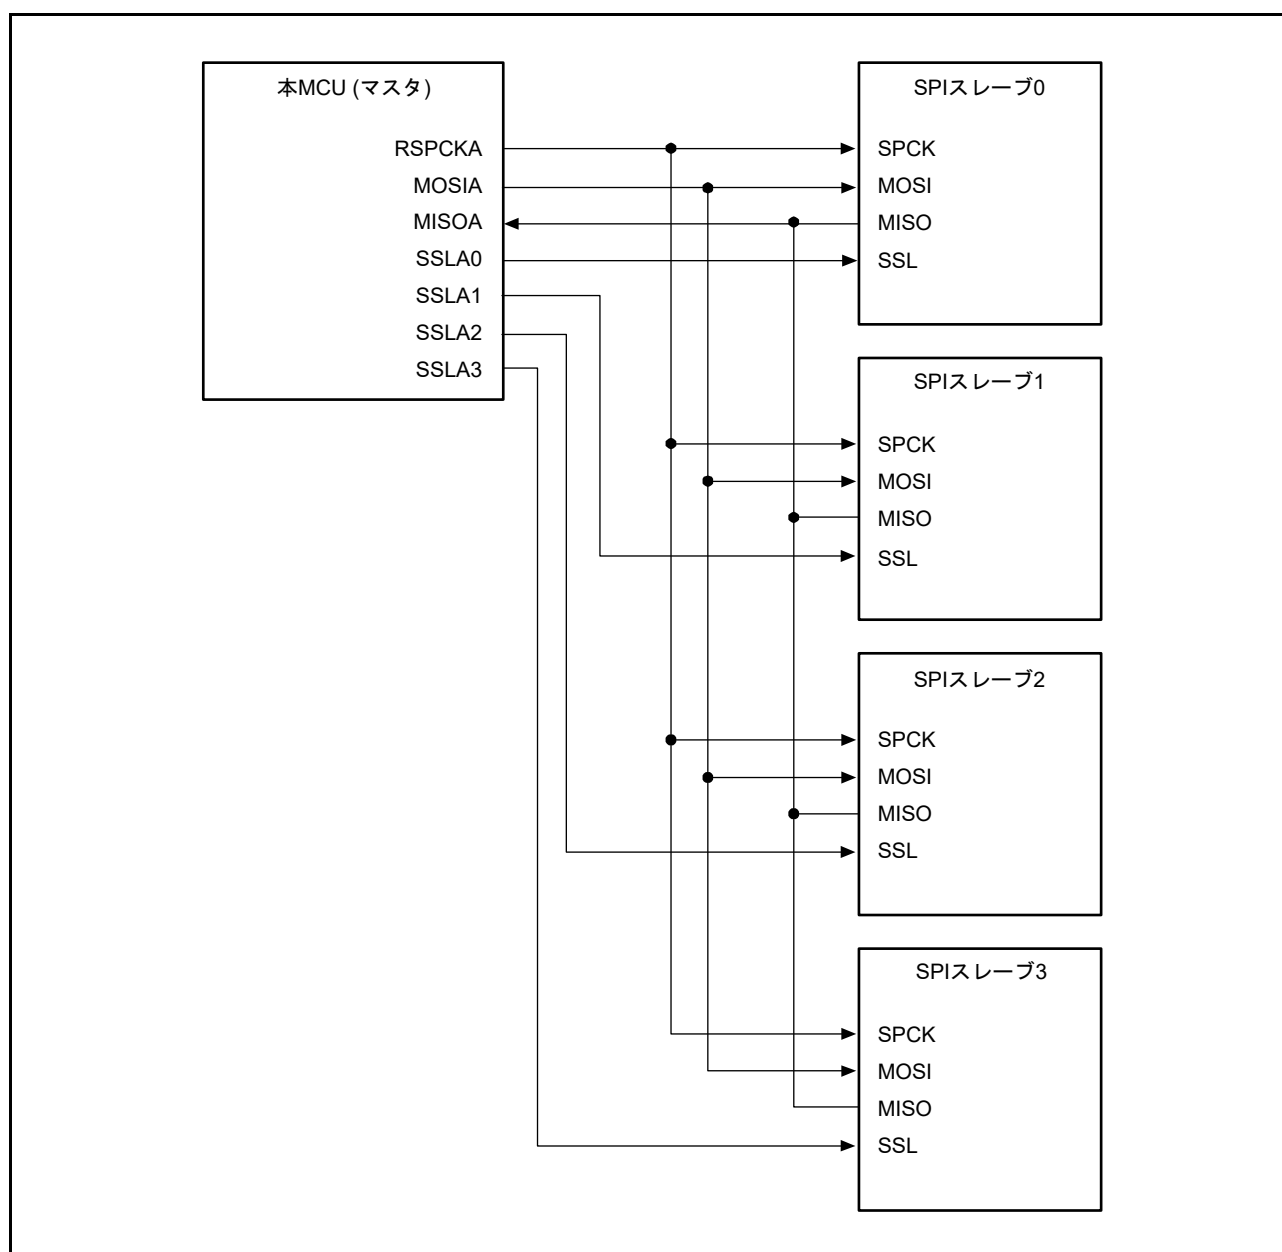 本MCU (マスタ)
RSPCKA
MOSIA
MISOA
SSLA0
SSLA1
SSLA2
SSLA3
SPIスレーブ0
SPCK
MOSI
MISO
SSL
SPIスレーブ1
SPCK
MOSI
MISO
SSL
SPIスレーブ2
SPCK
MOSI
MISO
SSL
SPIスレーブ3
SPCK
MOSI
MISO
SSL